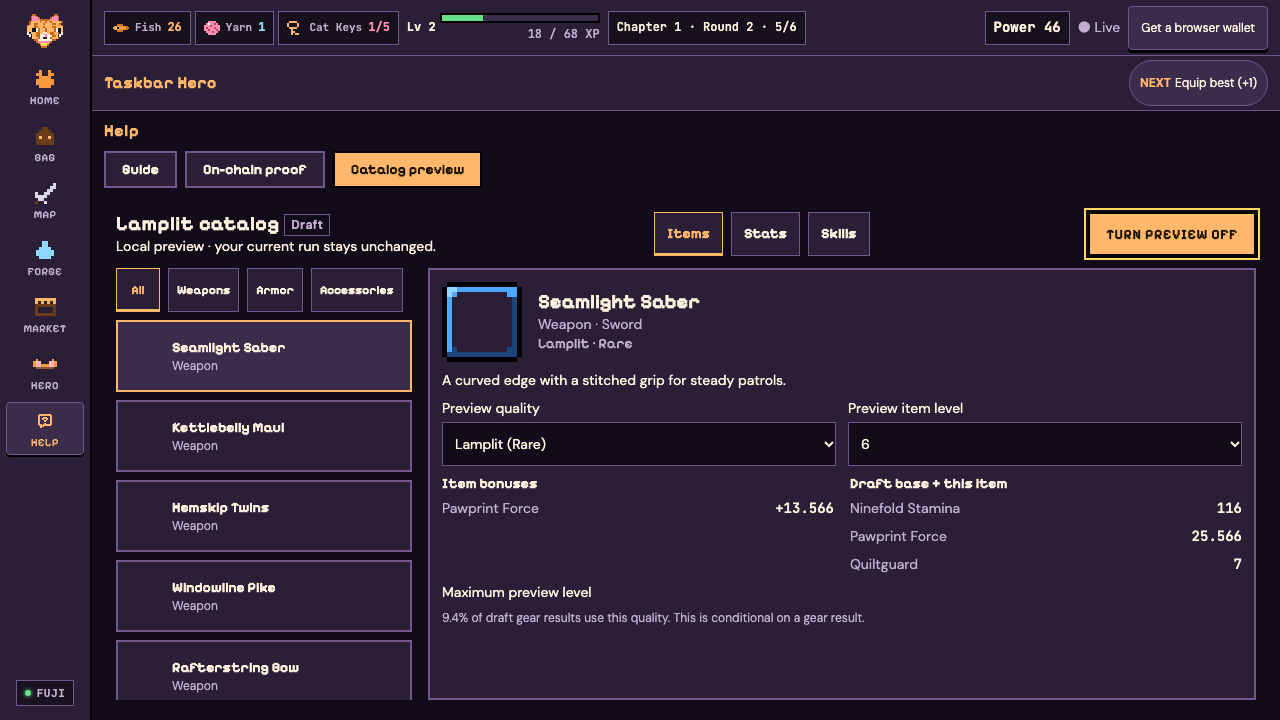 Fish 26
Yarn 1
Cat Keys 1/5
Lv 2
18 / 68 XP
Chapter 1 · Round 2 · 5/6
Power 46
Live
Get a browser wallet
HOME
BAG
MAP
FORGE
MARKET
HERO
HELP
FUJI
Taskbar Hero
NEXT Equip best (+1)
Help
Guide
On-chain proof
Catalog preview
Lamplit catalog Draft
Local preview · your current run stays unchanged.
Items
Stats
Skills
TURN PREVIEW OFF
All
Weapons
Armor
Accessories
Seamlight Saber
Weapon
Kettlebelly Maul
Weapon
Hemskip Twins
Weapon
Windowline Pike
Weapon
Rafterstring Bow
Weapon
Seamlight Saber
Weapon · Sword
Lamplit · Rare
A curved edge with a stitched grip for steady patrols.
Preview quality
Lamplit (Rare)
Preview item level
6
Item bonuses
Pawprint Force +13.566
Draft base + this item
Ninefold Stamina 116
Pawprint Force 25.566
Quiltguard 7
Maximum preview level
9.4% of draft gear results use this quality. This is conditional on a gear result.